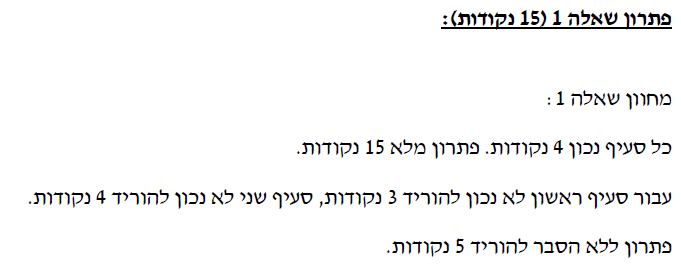 פתרון שאלה 1 (15 נקודות):
מחוון שאלה 1:
כל סעיף נכון 4 נקודות. פתרון מלא 15 נקודות.
עבור סעיף ראשון לא נכון להוריד 3 נקודות, סעיף שני לא נכון להוריד 4 נקודות.
פתרון ללא הסבר להוריד 5 נקודות.